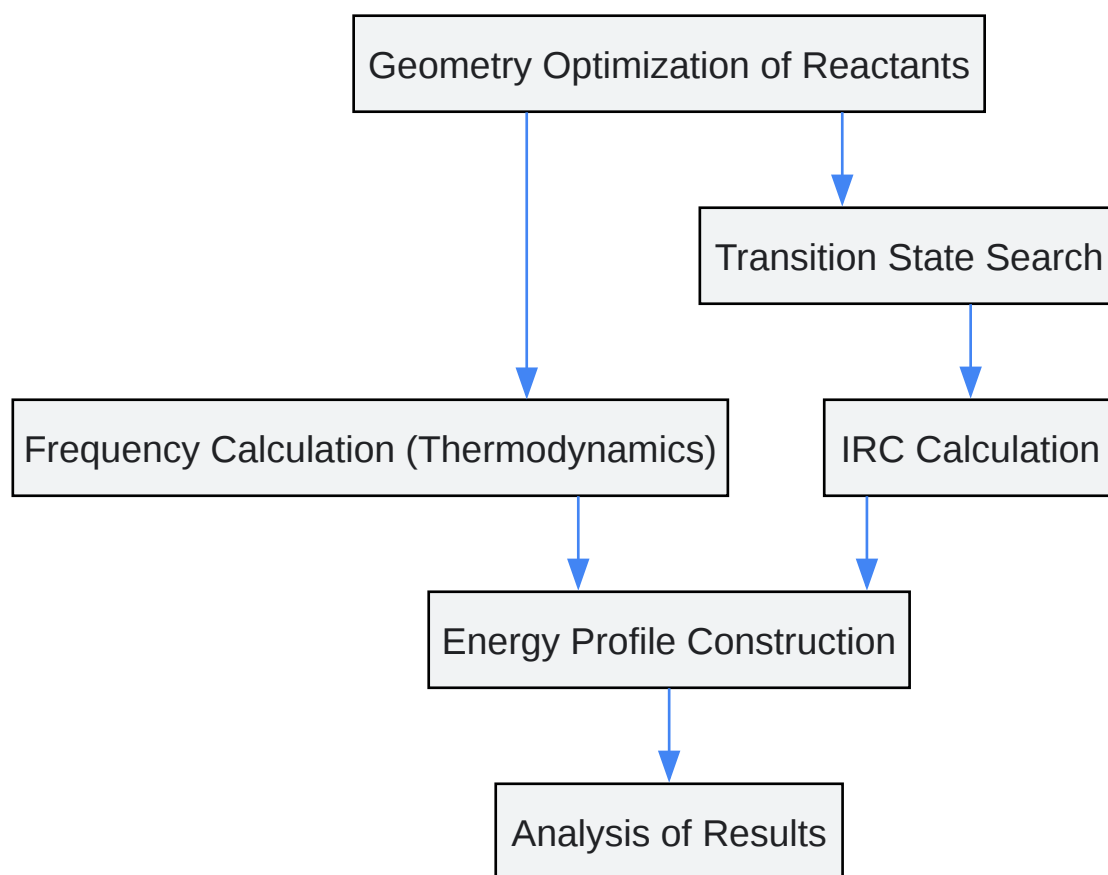 Geometry Optimization of Reactants
Transition State Search
Frequency Calculation (Thermodynamics)
IRC Calculation
Energy Profile Construction
Analysis of Results